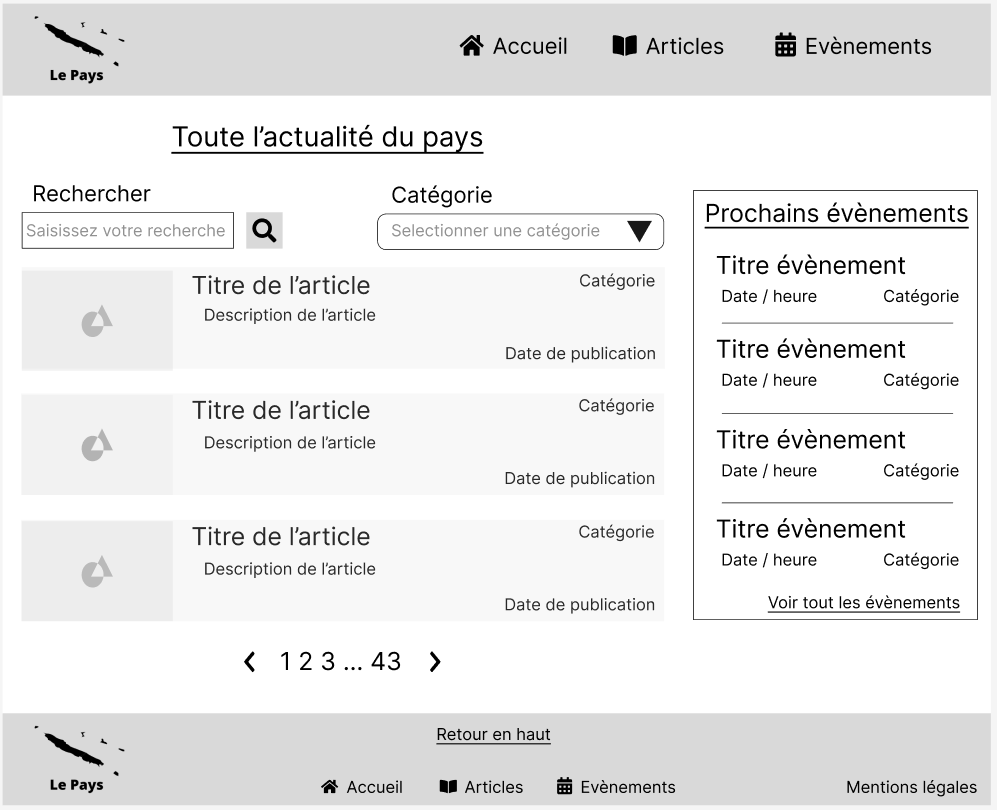 Le Pays
Accueil
Articles
Evènements
Toute l’actualité du pays
Rechercher
Saisissez votre recherche
Catégorie
Selectionner une catégorie
Titre de l’article
Catégorie
Description de l’article
Date de publication
Titre de l’article
Catégorie
Description de l’article
Date de publication
Titre de l’article
Catégorie
Description de l’article
Date de publication
1 2 3 ... 43
Prochains évènements
Titre évènement
Date / heure Catégorie
Titre évènement
Date / heure Catégorie
Titre évènement
Date / heure Catégorie
Titre évènement
Date / heure Catégorie
Voir tout les évènements
Le Pays
Retour en haut
Accueil
Articles
Evènements
Mentions légales